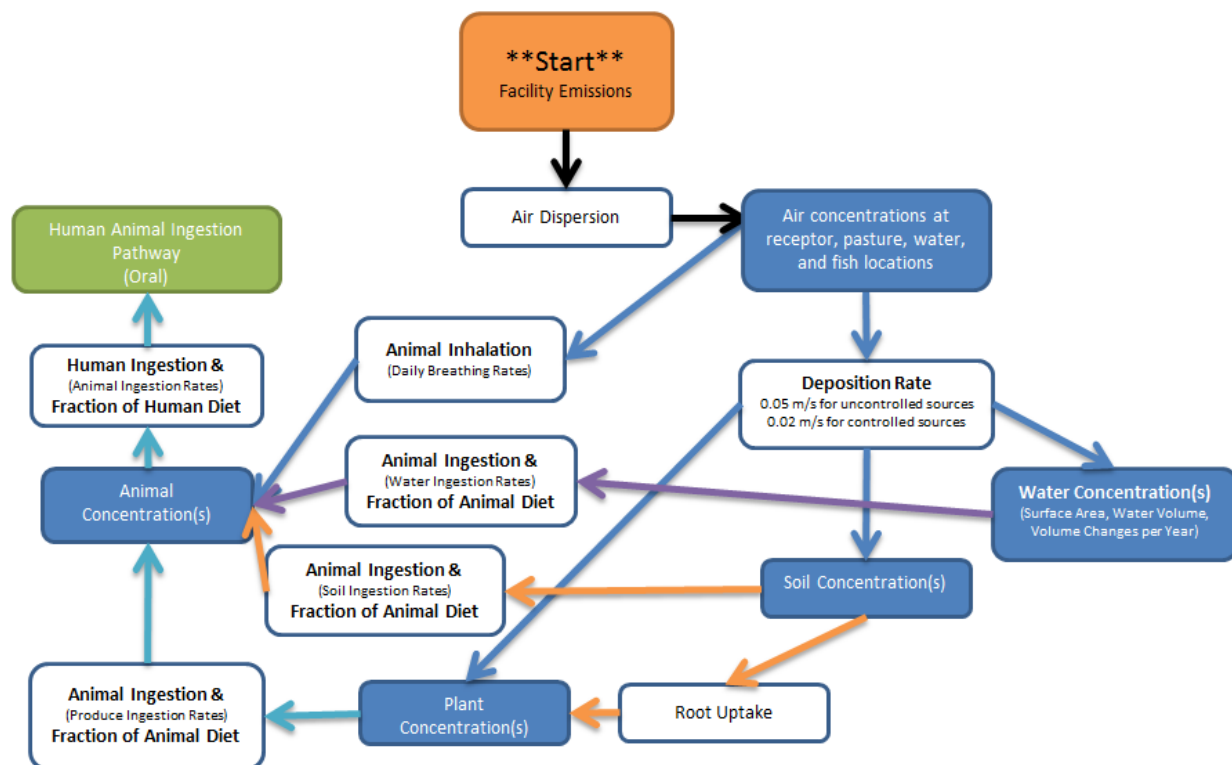 **Start**
Facility Emissions
Air Dispersion
Air concentrations at
receptor, pasture, water,
and fish locations
Human Animal Ingestion
Pathway
(Oral)
Human Ingestion &
(Animal Ingestion Rates)
Fraction of Human Diet
Animal Inhalation
(Daily Breathing Rates)
Deposition Rate
0.05 m/s for uncontrolled sources
0.02 m/s for controlled sources
Animal
Concentration(s)
Animal Ingestion &
(Water Ingestion Rates)
Fraction of Animal Diet
Water Concentration(s)
(Surface Area, Water Volume,
Volume Changes per Year)
Animal Ingestion &
(Soil Ingestion Rates)
Fraction of Animal Diet
Soil Concentration(s)
Animal Ingestion &
(Produce Ingestion Rates)
Fraction of Animal Diet
Plant
Concentration(s)
Root Uptake